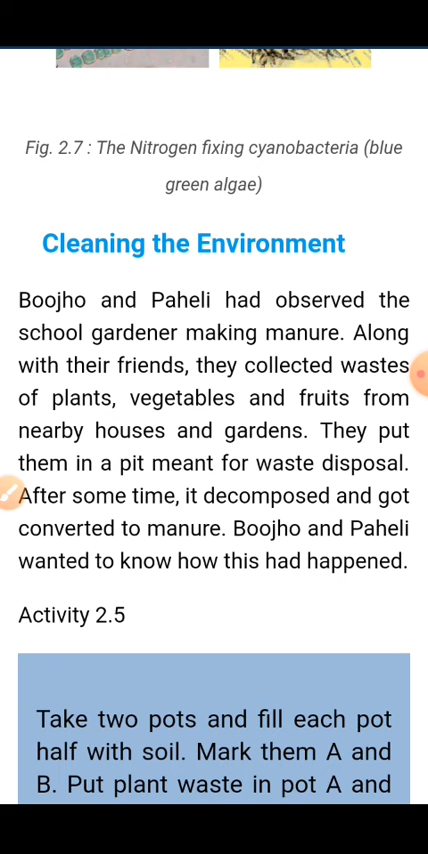 Fig. 2.7 : The Nitrogen fixing cyanobacteria (blue
green algae)
Cleaning the Environment
Boojho and Paheli had observed the
school gardener making manure. Along
with their friends, they collected wastes
of plants, vegetables and fruits from
nearby houses and gardens. They put
them in a pit meant for waste disposal.
After some time, it decomposed and got
converted to manure. Boojho and Paheli
wanted to know how this had happened.
Activity 2.5
Take two pots and fill each pot
half with soil. Mark them A and
B. Put plant waste in pot A and